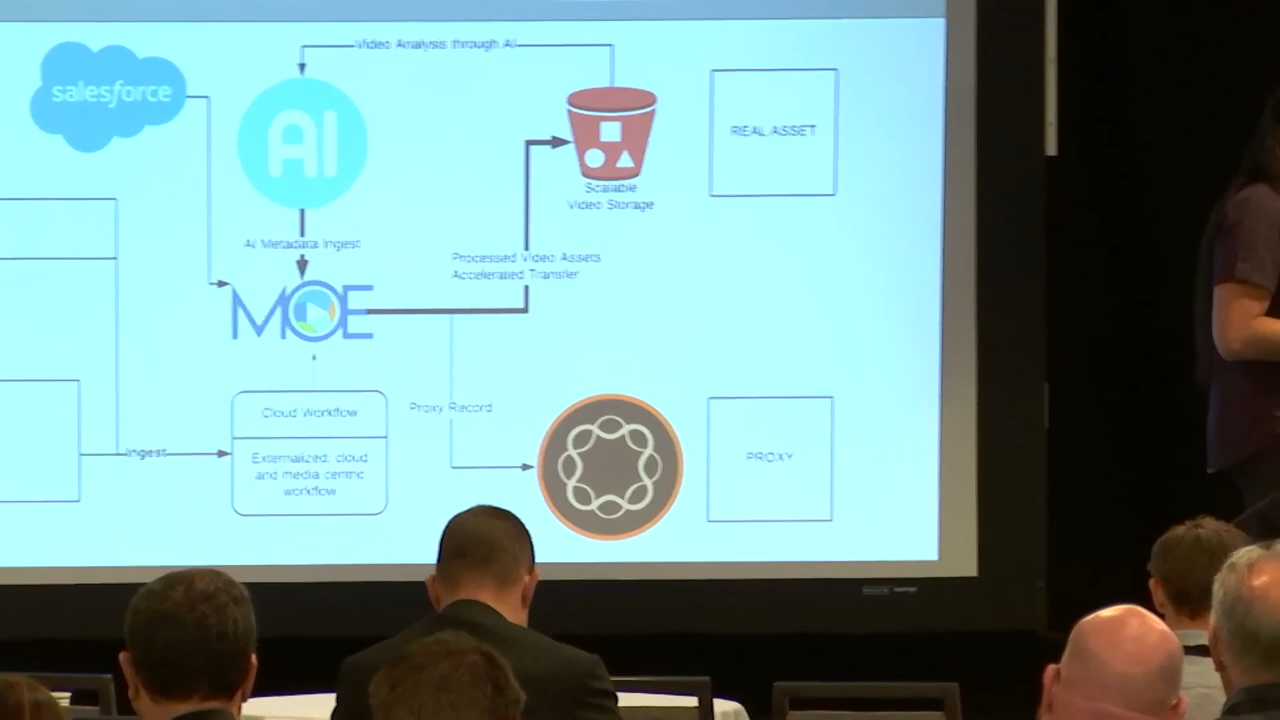 Video Analysis through AI
salesforce
AI
REAL ASSET
Scalable
Video Storage
AI Metadata Ingest
Processed Video Assets
Accelerated Transfer
MOE
Cloud Workflow
Proxy Record
Ingest
Externalized, cloud
and media centric
workflow
PROXY